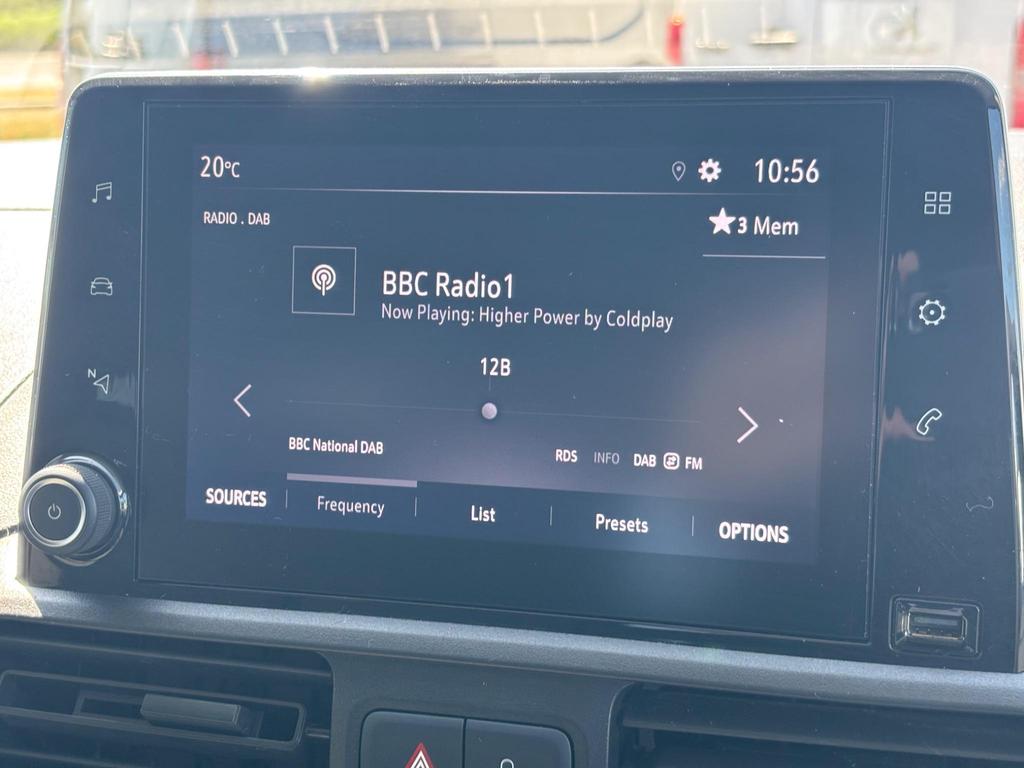 20°C
10:56
RADIO . DAB
3 Mem
BBC Radio1
Now Playing: Higher Power by Coldplay
12B
N
BBC National DAB
RDS INFO DAB FM
SOURCES Frequency List Presets OPTIONS